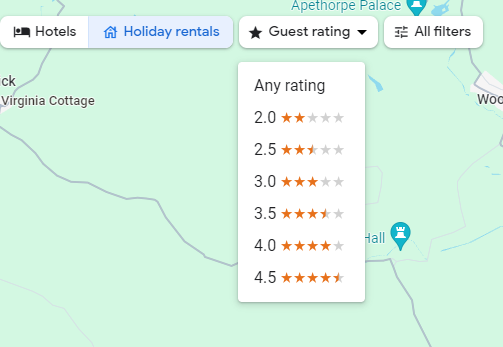 Apethorpe Palace
Hotels
Holiday rentals
Guest rating
All filters
ck
Virginia Cottage
Woo
Any rating
2.0
2.5
3.0
3.5
4.0
4.5
Hall